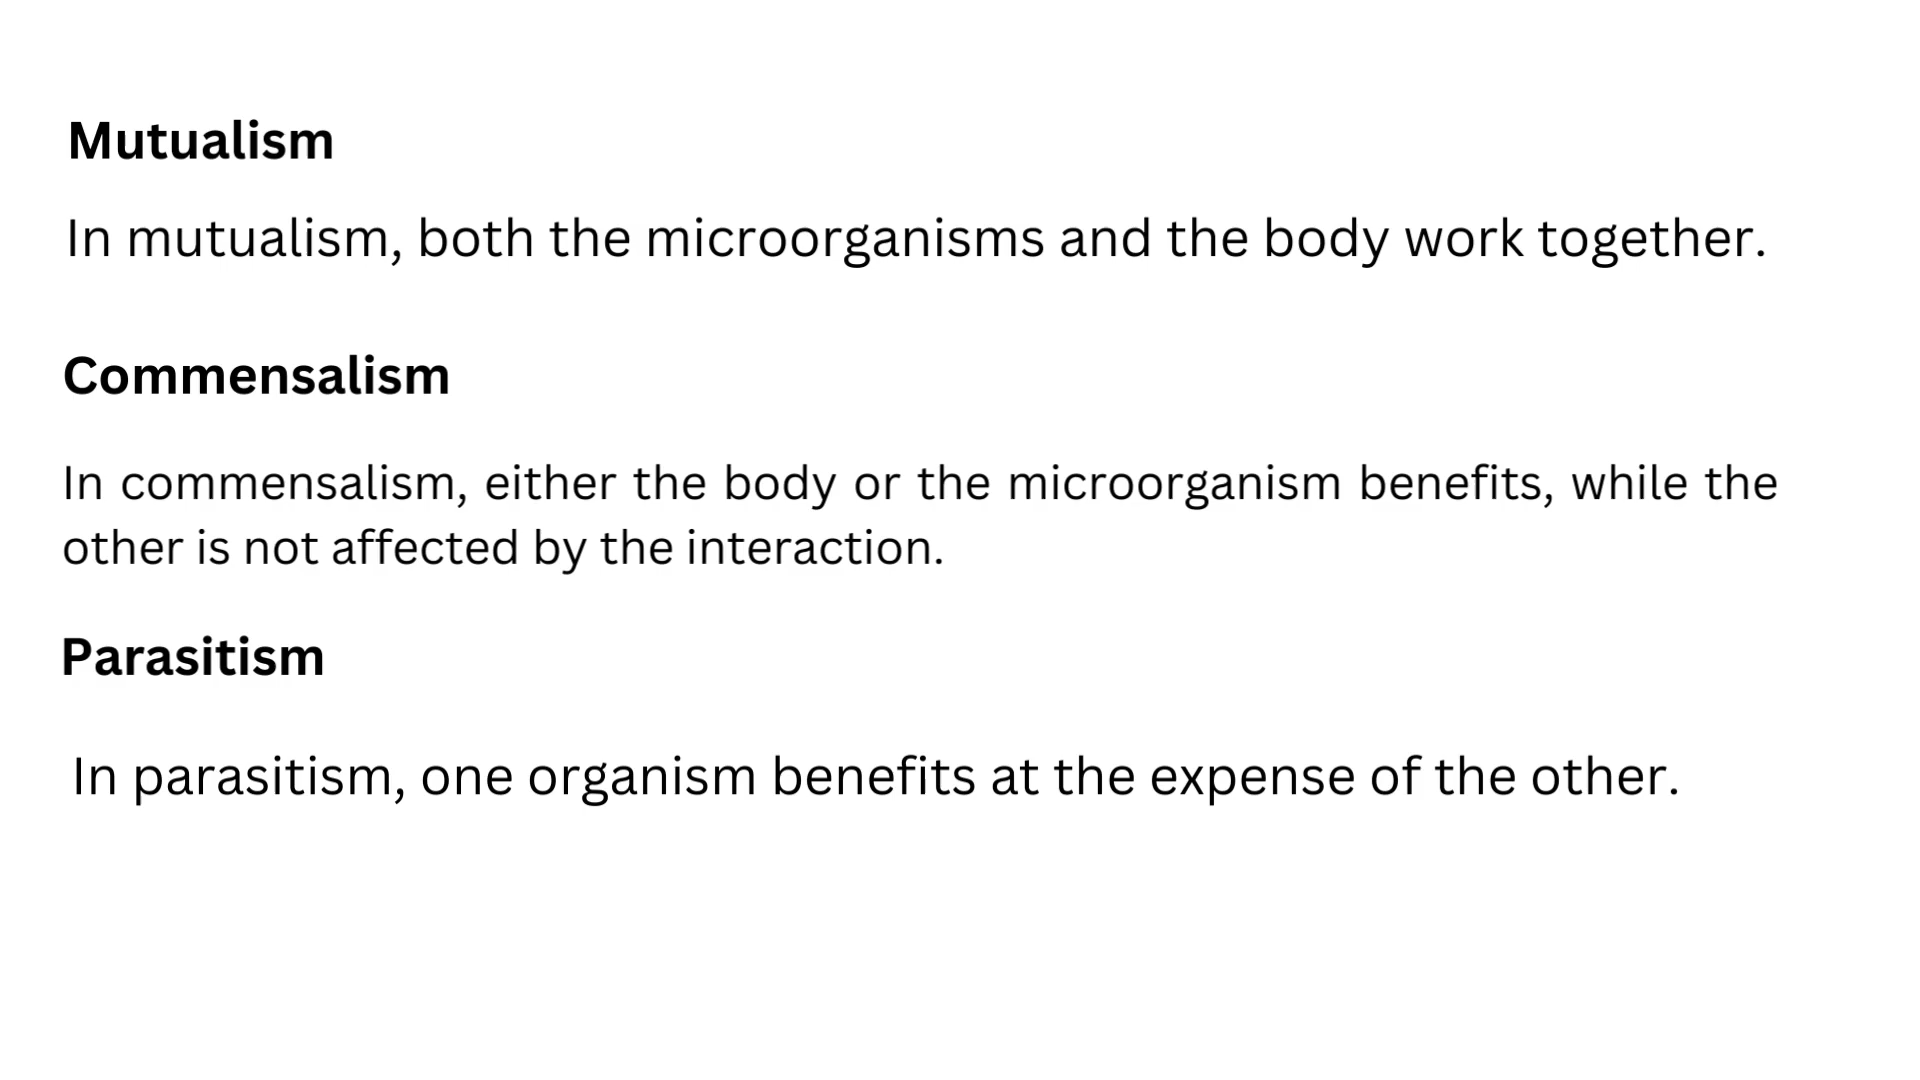 Mutualism
In mutualism, both the microorganisms and the body work together.
Commensalism
In commensalism, either the body or the microorganism benefits, while the
other is not affected by the interaction.
Parasitism
In parasitism, one organism benefits at the expense of the other.